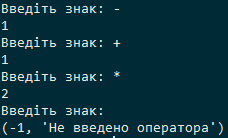 Введіть знак: -
1
Введіть знак: +
1
Введіть знак: *
2
Введіть знак:
(-1, 'Не введено оператора')